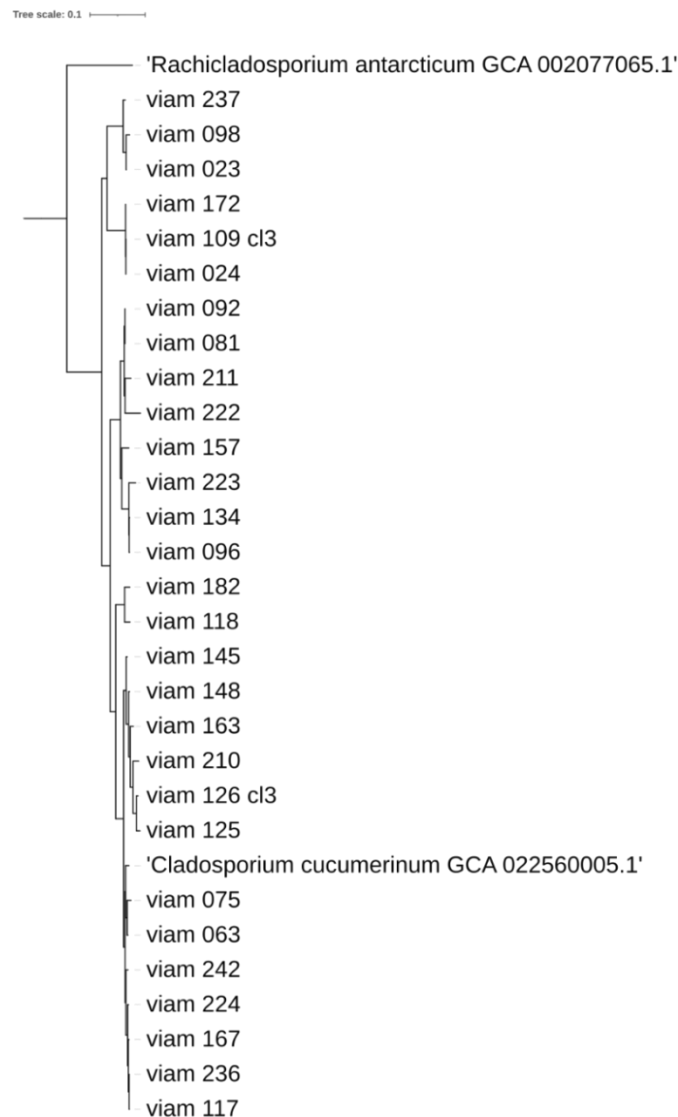 Tree scale: 0.1
'Rachicladosporium antarcticum GCA 002077065.1'
viam 237
viam 098
viam 023
viam 172
viam 109 cl3
viam 024
viam 092
viam 081
viam 211
viam 222
viam 157
viam 223
viam 134
viam 096
viam 182
viam 118
viam 145
viam 148
viam 163
viam 210
viam 126 cl3
viam 125
'Cladosporium cucumerinum GCA 022560005.1'
viam 075
viam 063
viam 242
viam 224
viam 167
viam 236
viam 117